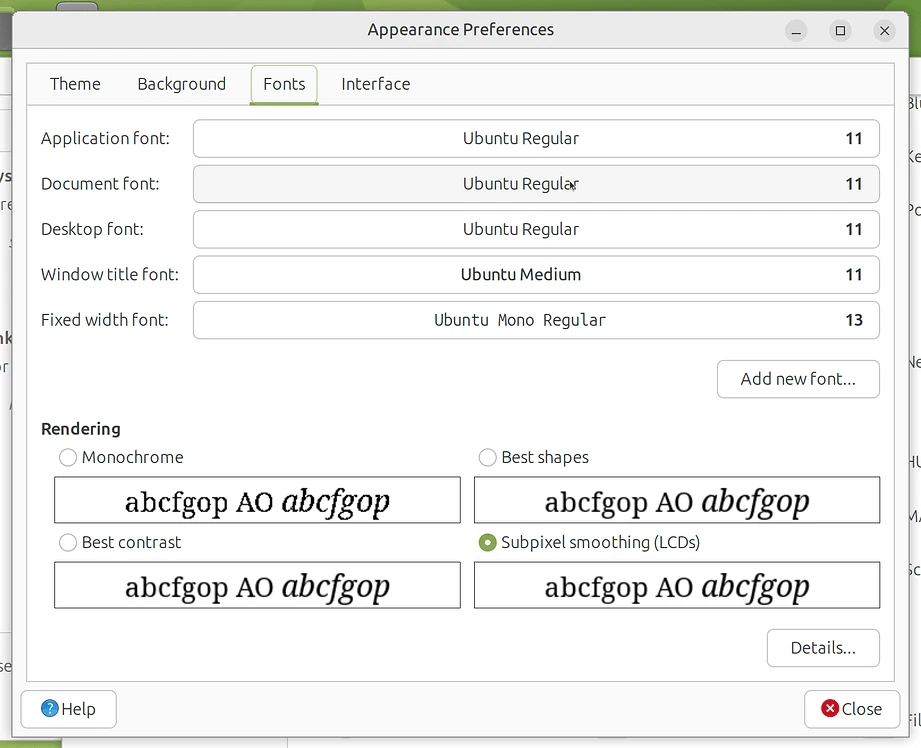 Appearance Preferences
Theme Background Fonts Interface
Application font: Ubuntu Regular 11
Document font: Ubuntu Regular 11
Desktop font: Ubuntu Regular 11
Window title font: Ubuntu Medium 11
Fixed width font: Ubuntu Mono Regular 13
Add new font...
Rendering
Monochrome Best shapes
abcfgop AO abcfgop abcfgop AO abcfgop
Best contrast Subpixel smoothing (LCDs)
abcfgop AO abcfgop abcfgop AO abcfgop
Details...
Help Close